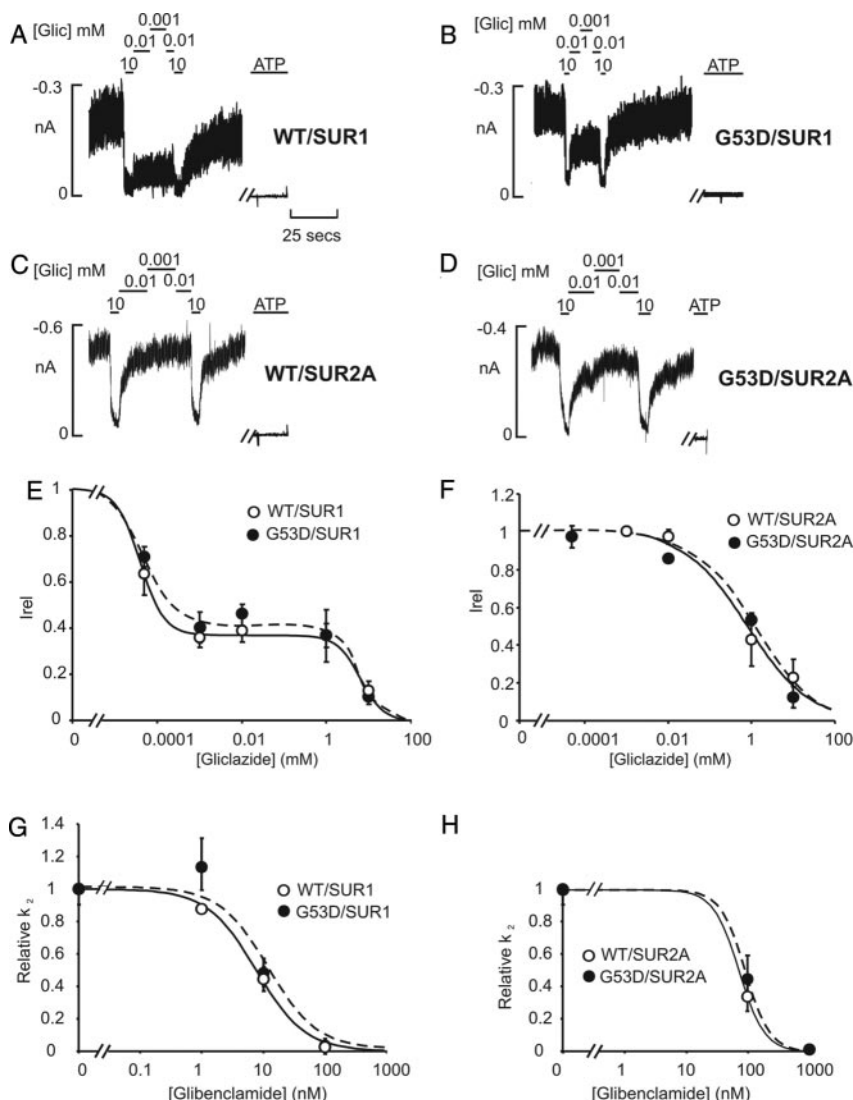 A
[Glic] mM
0.001
0.01 0.01
10 10
ATP
-0.3
nA
0
WT/SUR1
25 secs
B
[Glic] mM
0.001
0.01 0.01
10 10
ATP
-0.3
nA
0
G53D/SUR1
C
[Glic] mM
0.001
0.01 0.01
10 10
ATP
-0.6
nA
0
WT/SUR2A
D
[Glic] mM
0.001
0.01 0.01
10 10
ATP
-0.4
nA
0
G53D/SUR2A
E
1
0.8
0.6
0.4
0.2
0
Irel
WT/SUR1
G53D/SUR1
0 0.0001 0.01 1 100
[Gliclazide] (mM)
F
1.2
1
0.8
0.6
0.4
0.2
0
Irel
WT/SUR2A
G53D/SUR2A
0 0.0001 0.01 1 100
[Gliclazide] (mM)
G
1.4
1.2
1
0.8
0.6
0.4
0.2
0
Relative k2
WT/SUR1
G53D/SUR1
0 0.1 1 10 100 1000
[Glibenclamide] (nM)
H
1
0.8
0.6
0.4
0.2
0
Relative k2
WT/SUR2A
G53D/SUR2A
0 1 10 100 1000
[Glibenclamide] (nM)